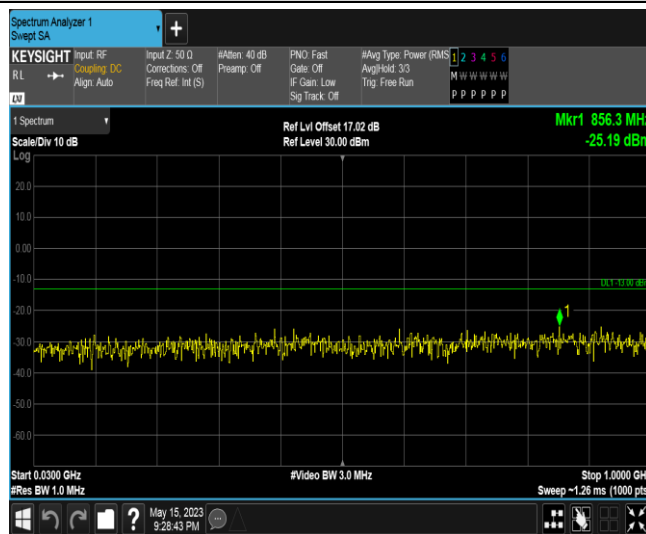 Spectrum Analyzer 1
Swept SA
+
KEYSIGHT
RL
LXI
Input: RF
Coupling: DC
Align: Auto
Input Z: 50 Ω
Corrections: Off
Freq Ref: Int (S)
#Atten: 40 dB
Preamp: Off
PNO: Fast
Gate: Off
IF Gain: Low
Sig Track: Off
#Avg Type: Power (RMS
Avg|Hold: 3/3
Trig: Free Run
1 2 3 4 5 6
M W W W W W
P P P P P P
1 Spectrum
Scale/Div 10 dB
Log
Ref Lvl Offset 17.02 dB
Ref Level 30.00 dBm
Mkr1 856.3 MHz
-25.19 dBm
20.0
10.0
0.00
-10.0
-20.0
-30.0
-40.0
-50.0
-60.0
DL1 -13.00 dBm
1
Start 0.0300 GHz
#Res BW 1.0 MHz
#Video BW 3.0 MHz
Stop 1.0000 GH
Sweep ~1.26 ms (1000 pts
?
May 15, 2023
9:28:43 PM